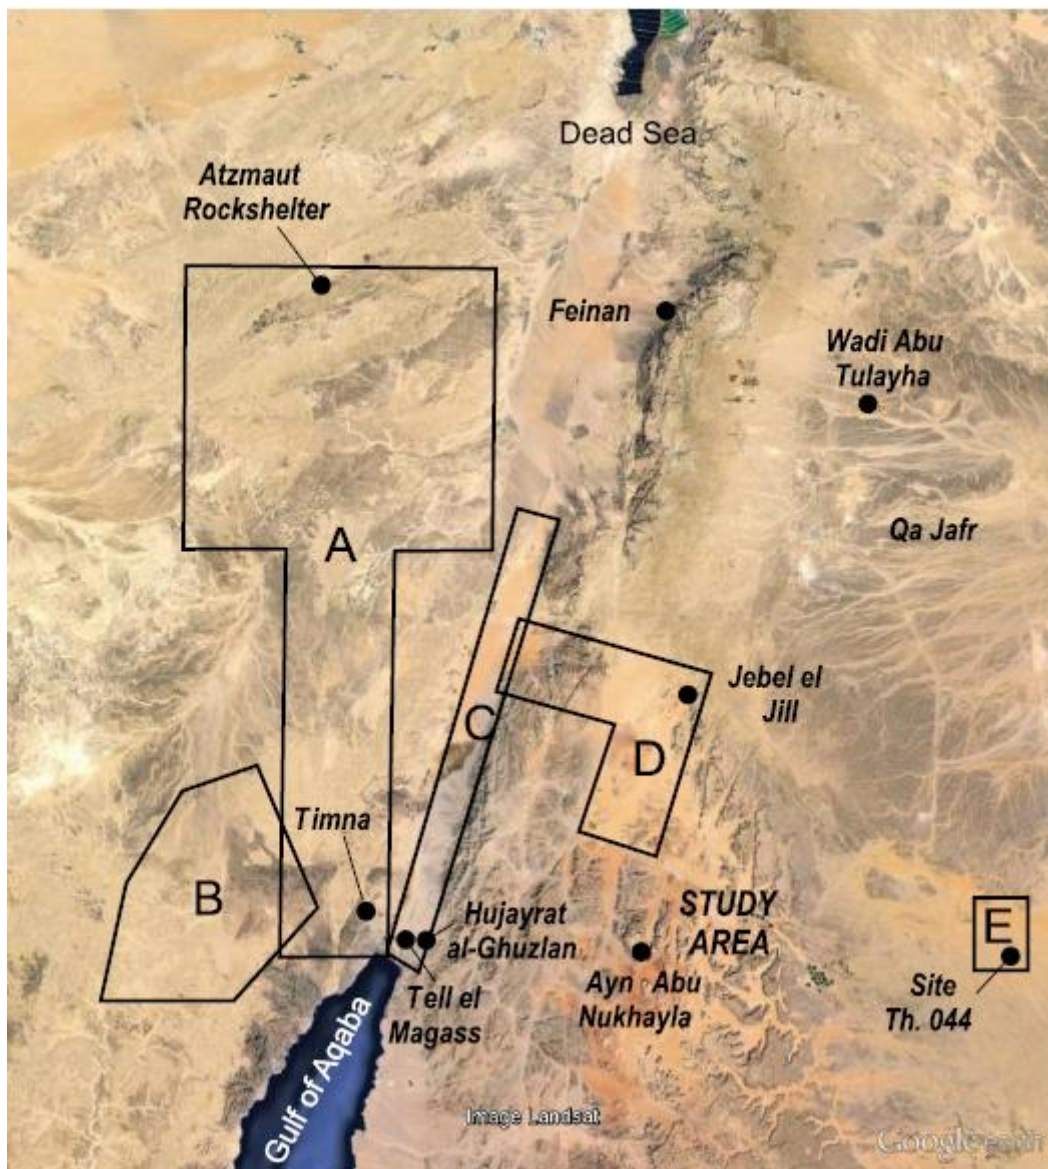 Dead Sea
Atzmaut
Rockshelter
Feinan
Wadi Abu
Tulayha
A
Qa Jafr
Jebel el
Jill
C
D
Timna
B
Hujayrat
al-Ghuzlan
STUDY
AREA
E
Tell el
Magass
Ayn Abu
Nukhayla
Site
Th. 044
Gulf of Aqaba
Image Landsat
Google earth